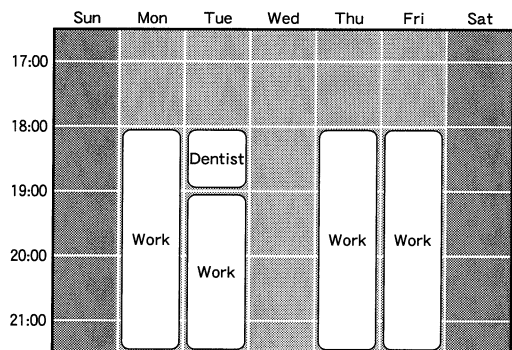 Sun Mon Tue Wed Thu Fri Sat
17:00
18:00
Dentist
19:00
Work Work Work
20:00
Work
21:00